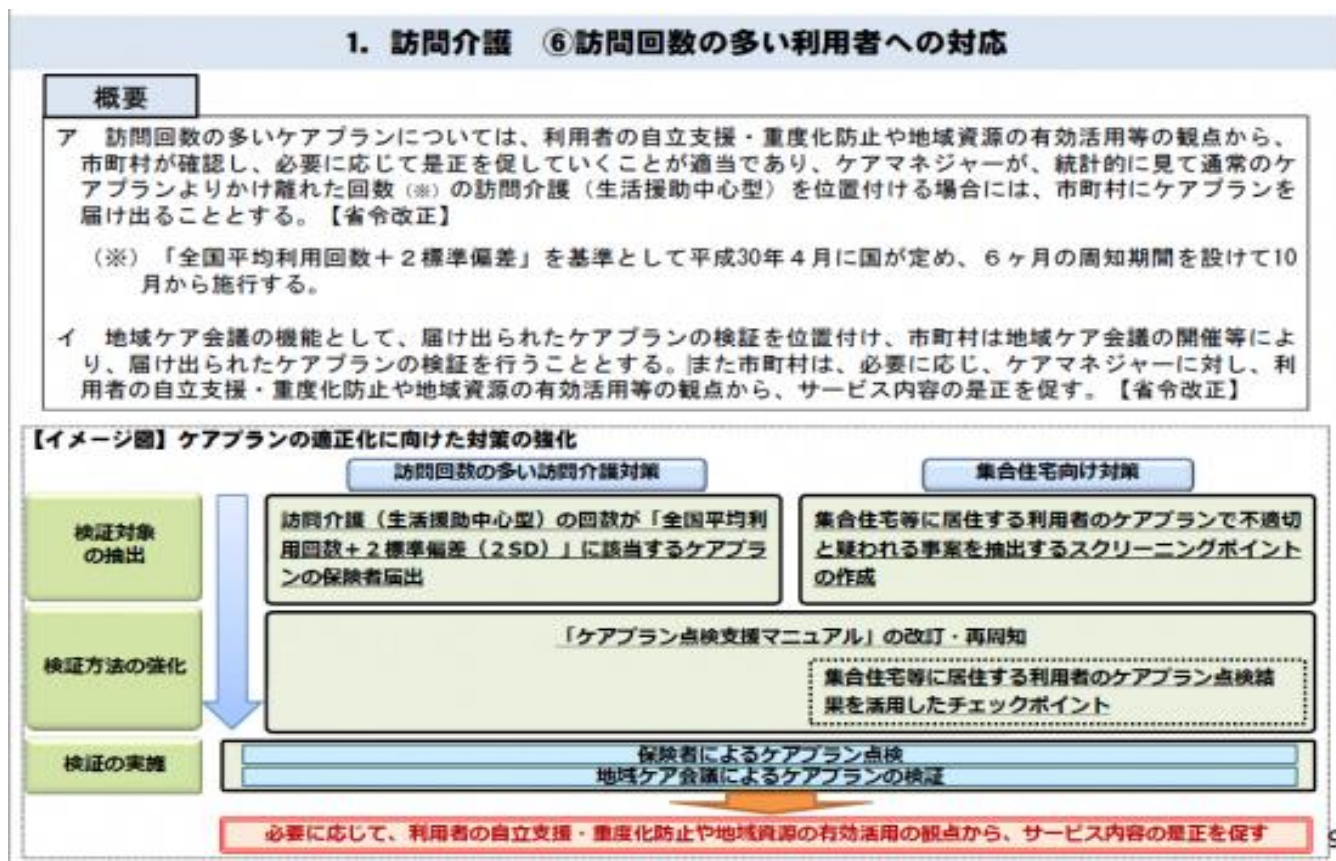 1. 訪問介護 ⑥訪問回数の多い利用者への対応
概要
ア 訪問回数の多いケアプランについては、利用者の自立支援・重度化防止や地域資源の有効活用等の観点から、
市町村が確認し、必要に応じて是正を促していくことが適当であり、ケアマネジャーが、統計的に見て通常のケ
アプランよりかけ離れた回数(※)の訪問介護(生活援助中心型)を位置付ける場合には、市町村にケアプランを
届け出ることとする。【省令改正】
(※)「全国平均利用回数+2標準偏差」を基準として平成30年4月に国が定め、6ヶ月の周知期間を設けて10
月から施行する。
イ 地域ケア会議の機能として、届け出られたケアプランの検証を位置付け、市町村は地域ケア会議の開催等によ
り、届け出られたケアプランの検証を行うこととする。また市町村は、必要に応じ、ケアマネジャーに対し、利
用者の自立支援・重度化防止や地域資源の有効活用等の観点から、サービス内容の是正を促す。【省令改正】
【イメージ図】ケアプランの適正化に向けた対策の強化
訪問回数の多い訪問介護対策
集合住宅向け対策
検証対象
の抽出
訪問介護(生活援助中心型)の回数が「全国平均利
用回数+2標準偏差(2SD)」に該当するケアプラ
ンの保険者届出
集合住宅等に居住する利用者のケアプランで不適切
と疑われる事案を抽出するスクリーニングポイント
の作成
検証方法の強化
「ケアプラン点検支援マニュアル」の改訂・再周知
集合住宅等に居住する利用者のケアプラン点検結
果を活用したチェックポイント
検証の実施
保険者によるケアプラン点検
地域ケア会議によるケアプランの検証
必要に応じて、利用者の自立支援・重度化防止や地域資源の有効活用の観点から、サービス内容の是正を促す